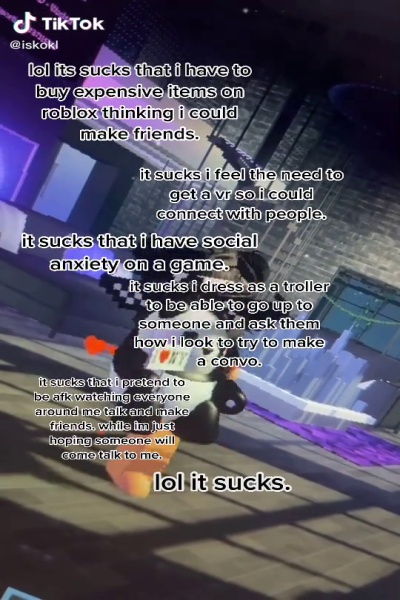 TikTok
@iskokl
lol its sucks that i have to
buy expensive items on
roblox thinking i could
make friends.
it sucks i feel the need to
get a vr so i could
connect with people.
it sucks that i have social
anxiety on a game.
it sucks i dress as a troller
to be able to go up to
someone and ask them
how i look to try to make
a convo.
it sucks that i pretend to
be afk watching everyone
around me talk and make
friends. while im just
hoping someone will
come talk to me.
lol it sucks.